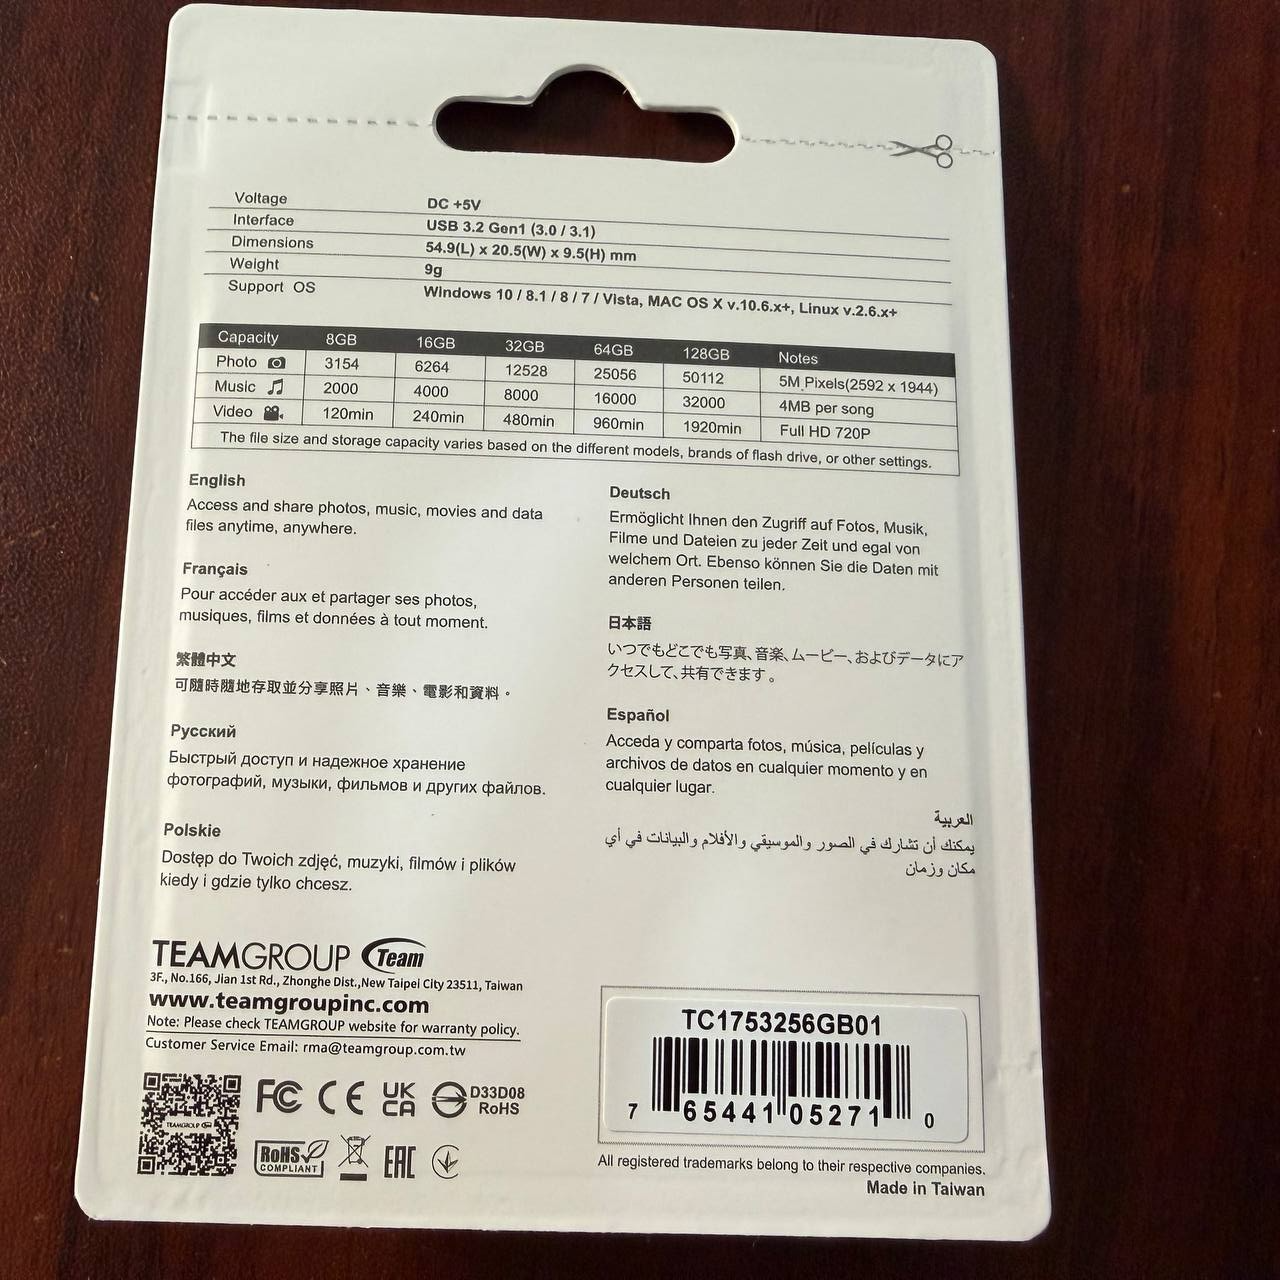 Voltage DC +5V
Interface USB 3.2 Gen1 (3.0 / 3.1)
Dimensions 54.9(L) x 20.5(W) x 9.5(H) mm
Weight 9g
Support OS Windows 10 / 8.1 / 8 / 7 / Vista, MAC OS X v.10.6.x+, Linux v.2.6.x+
Capacity 8GB 16GB 32GB 64GB 128GB Notes
Photo 3154 6264 12528 25056 50112 5M Pixels(2592 x 1944)
Music 2000 4000 8000 16000 32000 4MB per song
Video 120min 240min 480min 960min 1920min Full HD 720P
The file size and storage capacity varies based on the different models, brands of flash drive, or other settings.
English
Access and share photos, music, movies and data
files anytime, anywhere.
Français
Pour accéder aux et partager ses photos,
musiques, films et données à tout moment.
繁體中文
可隨時隨地存取並分享照片、音樂、電影和資料。
Русский
Быстрый доступ и надежное хранение
фотографий, музыки, фильмов и других файлов.
Polskie
Dostęp do Twoich zdjęć, muzyki, filmów i plików
kiedy i gdzie tylko chcesz.
Deutsch
Ermöglicht Ihnen den Zugriff auf Fotos, Musik,
Filme und Dateien zu jeder Zeit und egal von
welchem Ort. Ebenso können Sie die Daten mit
anderen Personen teilen.
日本語
いつでもどこでも写真、音楽、ムービー、およびデータにア
クセスして、共有できます。
Español
Acceda y comparta fotos, música, películas y
archivos de datos en cualquier momento y en
cualquier lugar.
العربية
يمكنك أن تشارك في الصور والموسيقي والأفلام والبيانات في أي
مكان وزمان
TEAMGROUP Team
3F., No.166, Jian 1st Rd., Zhonghe Dist.,New Taipei City 23511, Taiwan
www.teamgroupinc.com
Note: Please check TEAMGROUP website for warranty policy.
Customer Service Email: rma@teamgroup.com.tw
TEAMGROUP Team
FC CE UK CA D33D08
RoHS
RoHS
COMPLIANT
EAC
TC1753256GB01
7 65441 05271 0
All registered trademarks belong to their respective companies.
Made in Taiwan